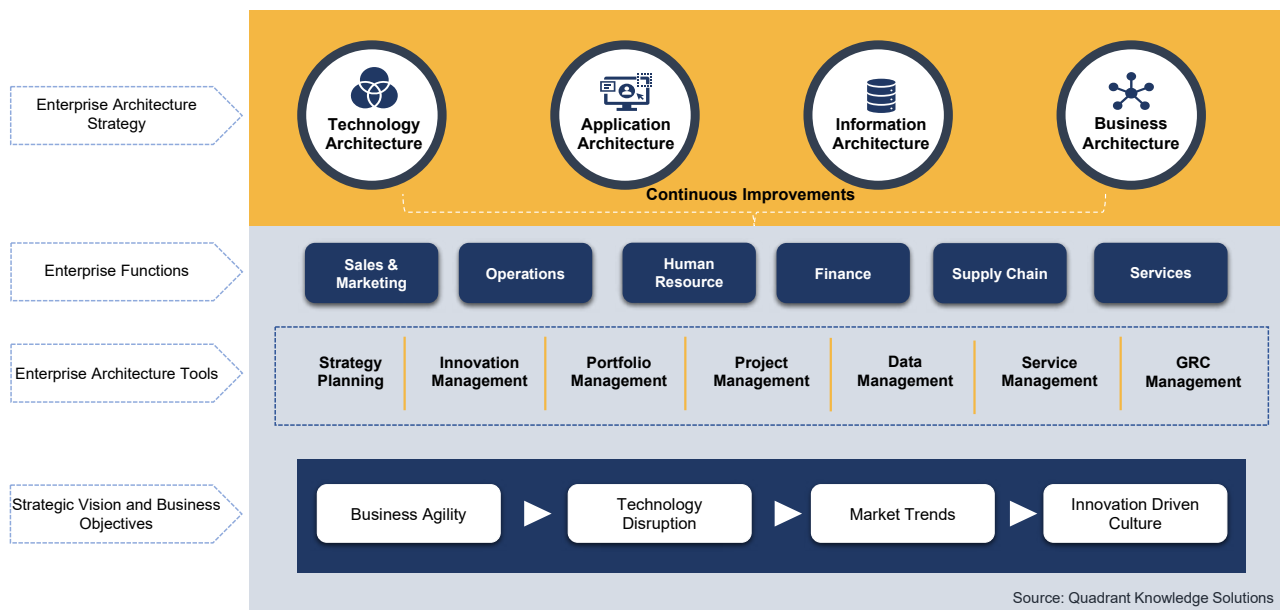 Enterprise Architecture
Strategy
Technology
Architecture
Application
Architecture
Information
Architecture
Business
Architecture
Continuous Improvements
Enterprise Functions
Sales &
Marketing
Operations
Human
Resource
Finance
Supply Chain
Services
Enterprise Architecture Tools
Strategy
Planning
Innovation
Management
Portfolio
Management
Project
Management
Data
Management
Service
Management
GRC
Management
Strategic Vision and Business
Objectives
Business Agility
Technology
Disruption
Market Trends
Innovation Driven
Culture
Source: Quadrant Knowledge Solutions